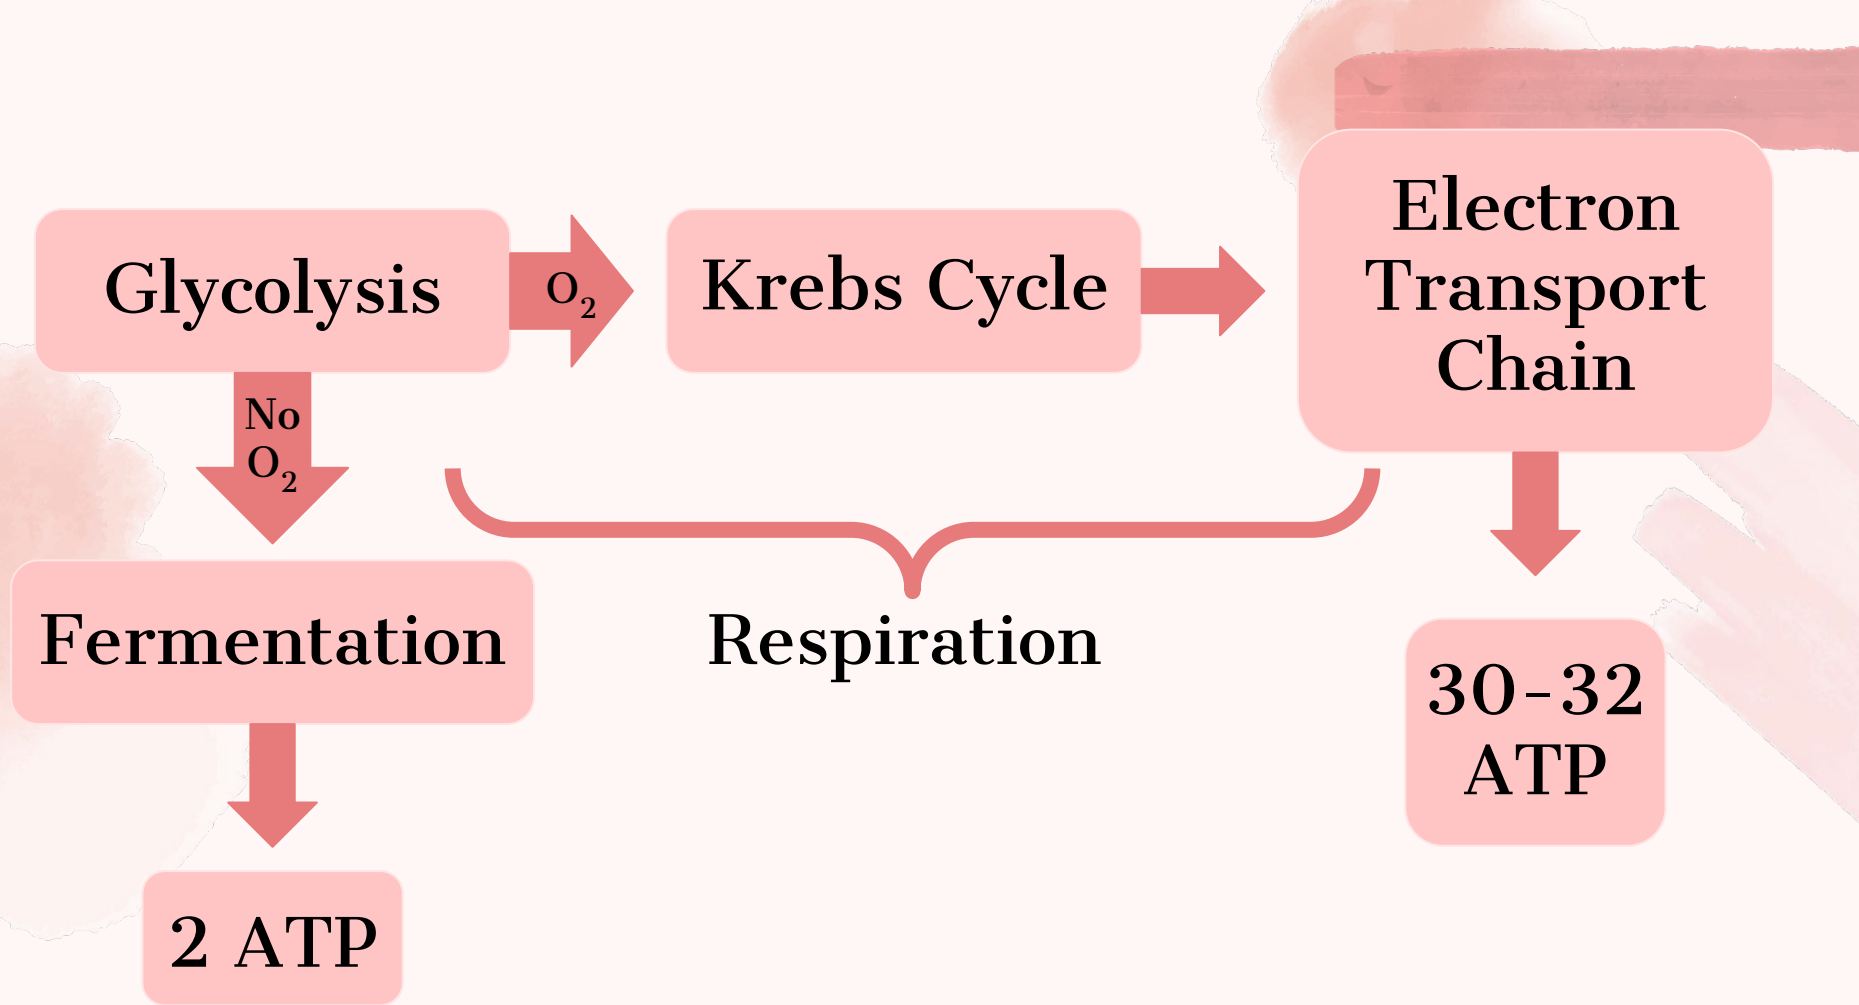 Glycolysis
O₂
Krebs Cycle
Electron
Transport
Chain
No
O₂
Fermentation
Respiration
30-32
ATP
2 ATP